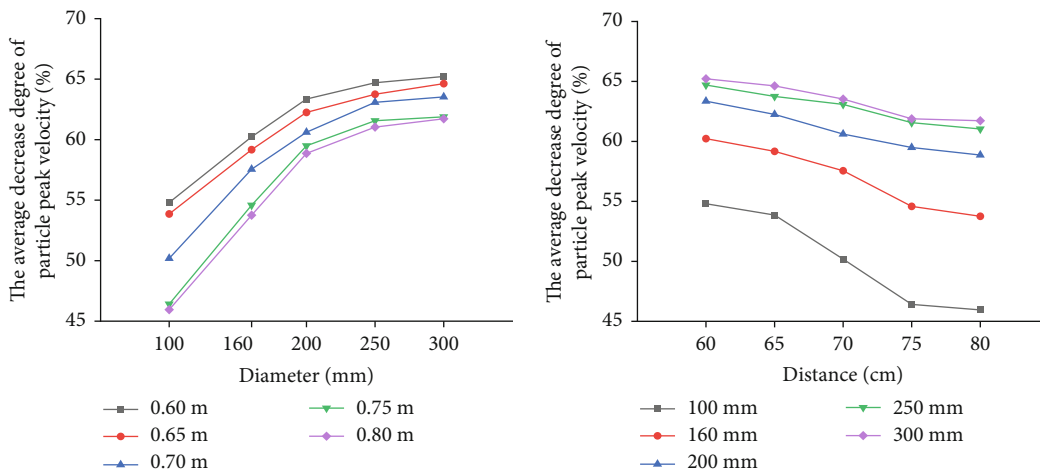 The average decrease degree of
particle peak velocity (%)
70
65
60
55
50
45
100
160
200
250
300
Diameter (mm)
0.60 m
0.65 m
0.70 m
0.75 m
0.80 m
The average decrease degree of
particle peak velocity (%)
70
65
60
55
50
45
60
65
70
75
80
Distance (cm)
100 mm
160 mm
200 mm
250 mm
300 mm